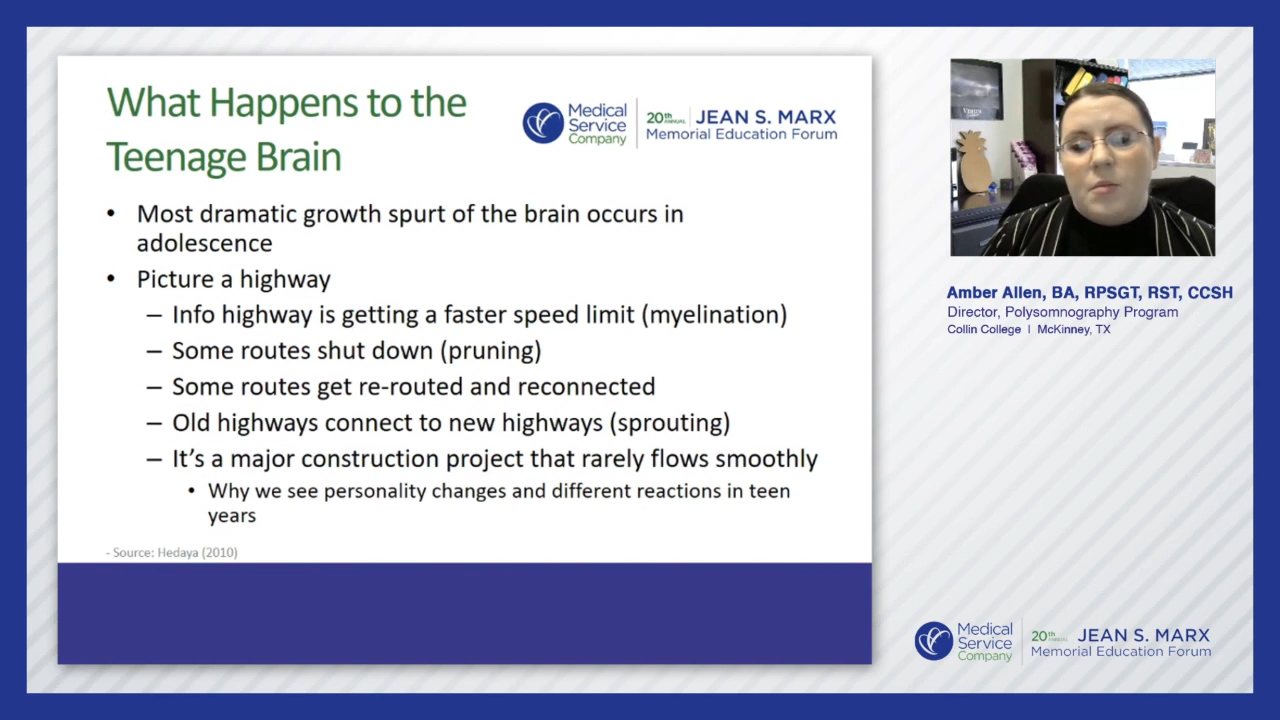 What Happens to the
Teenage Brain
Medical
Service
Company
20th ANNUAL JEAN S. MARX
Memorial Education Forum
• Most dramatic growth spurt of the brain occurs in
adolescence
• Picture a highway
– Info highway is getting a faster speed limit (myelination)
– Some routes shut down (pruning)
– Some routes get re-routed and reconnected
– Old highways connect to new highways (sprouting)
– It's a major construction project that rarely flows smoothly
• Why we see personality changes and different reactions in teen
years
- Source: Hedaya (2010)
Amber Allen, BA, RPSGT, RST, CCSH
Director, Polysomnography Program
Collin College | McKinney, TX
Medical
Service
Company
20th ANNUAL JEAN S. MARX
Memorial Education Forum